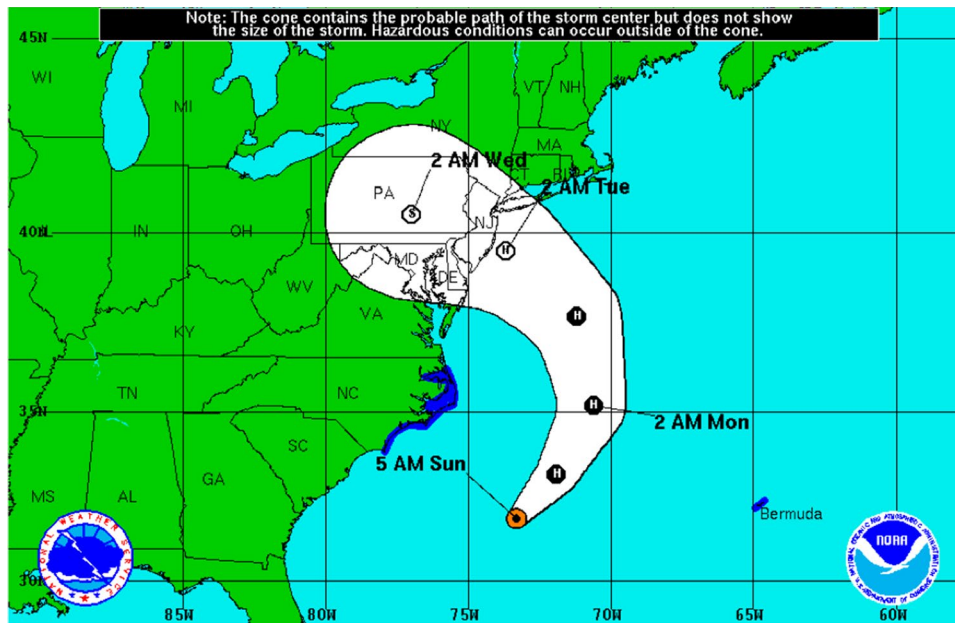 Note: The cone contains the probable path of the storm center but does not show
the size of the storm. Hazardous conditions can occur outside of the cone.
45N
WI
MI
VT
NH
NY
MA
2 AM Wed
CT
RI
PA
2 AM Tue
S
40N
IN
OH
NJ
H
MD
DE
WV
VA
H
KY
TN
NC
35N
H
2 AM Mon
SC
5 AM Sun
H
MS
AL
GA
Bermuda
NATIONAL WEATHER SERVICE
NOAA
30N
85W
80W
75W
70W
65W
60W